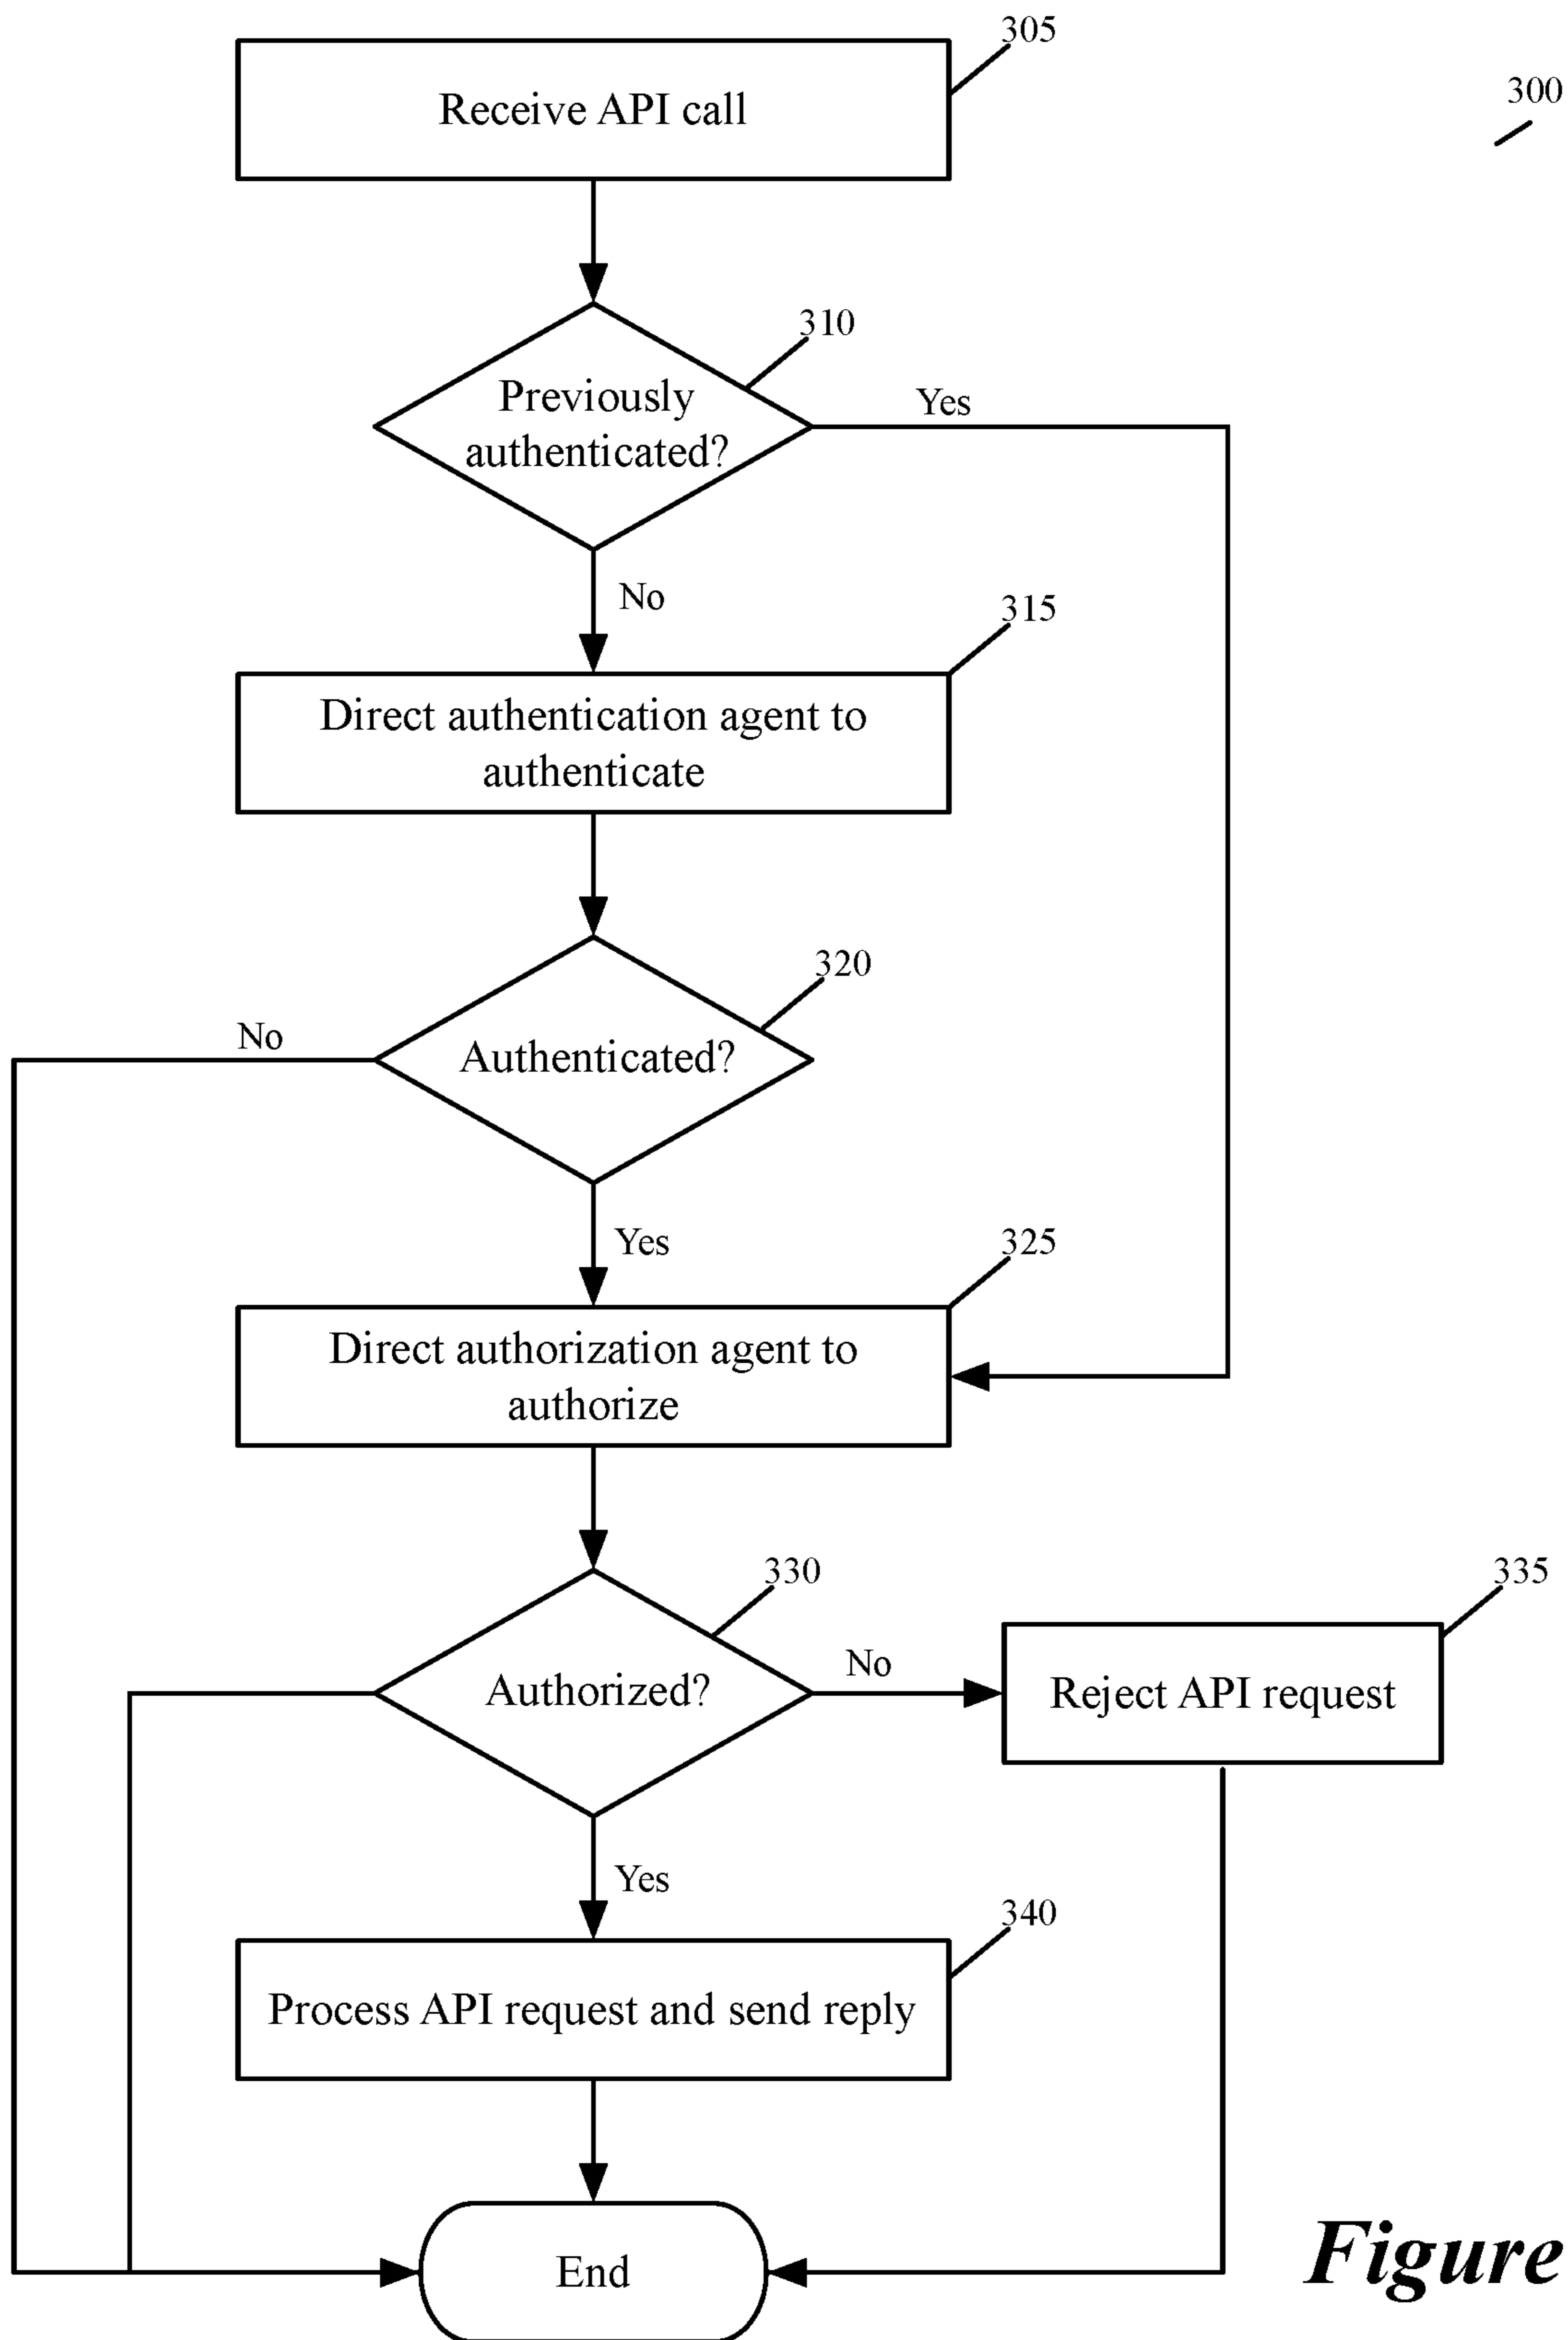 305
Receive API call
300
310
Previously
authenticated?
Yes
No
315
Direct authentication agent to
authenticate
320
No
Authenticated?
Yes
325
Direct authorization agent to
authorize
330
335
Authorized?
No
Reject API request
Yes
340
Process API request and send reply
End
Figure